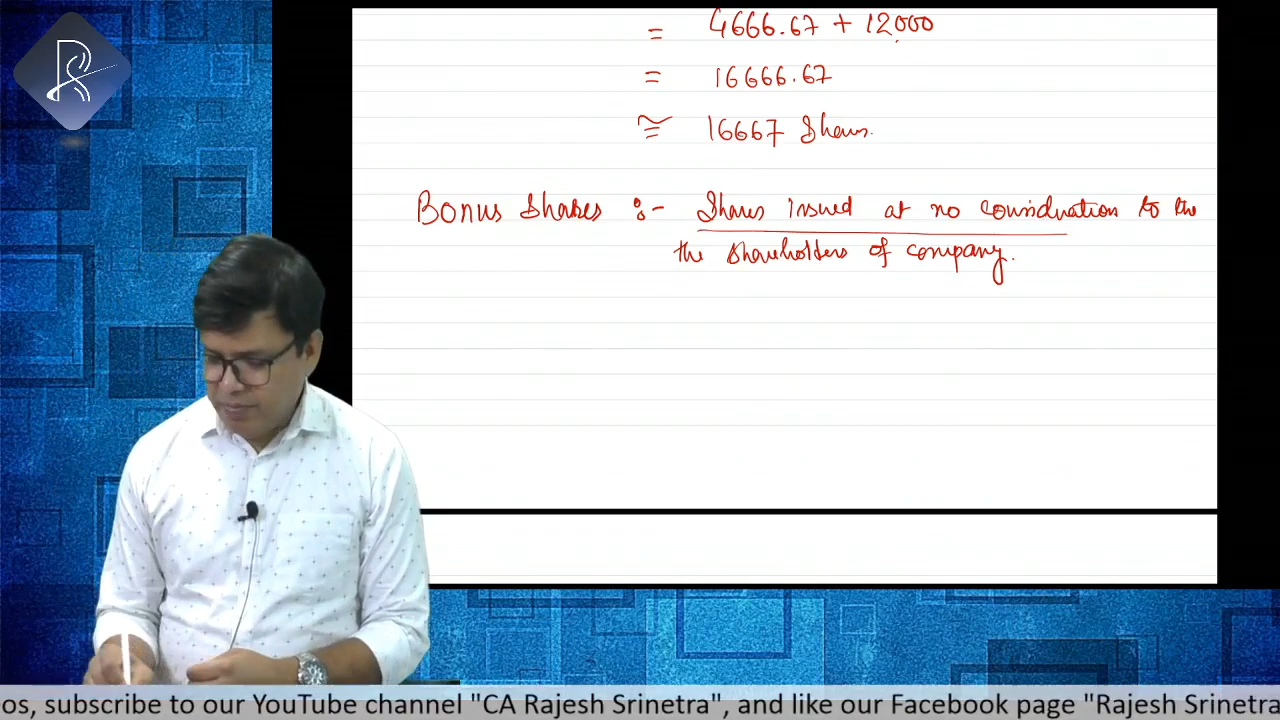 = 4666.67 + 12000
= 16666.67
≅ 16667 Shares.
Bonus Shares :- Shares issued at no consideration to the
the shareholders of company.
os, subscribe to our YouTube channel "CA Rajesh Srinetra", and like our Facebook page "Rajesh Srinetra